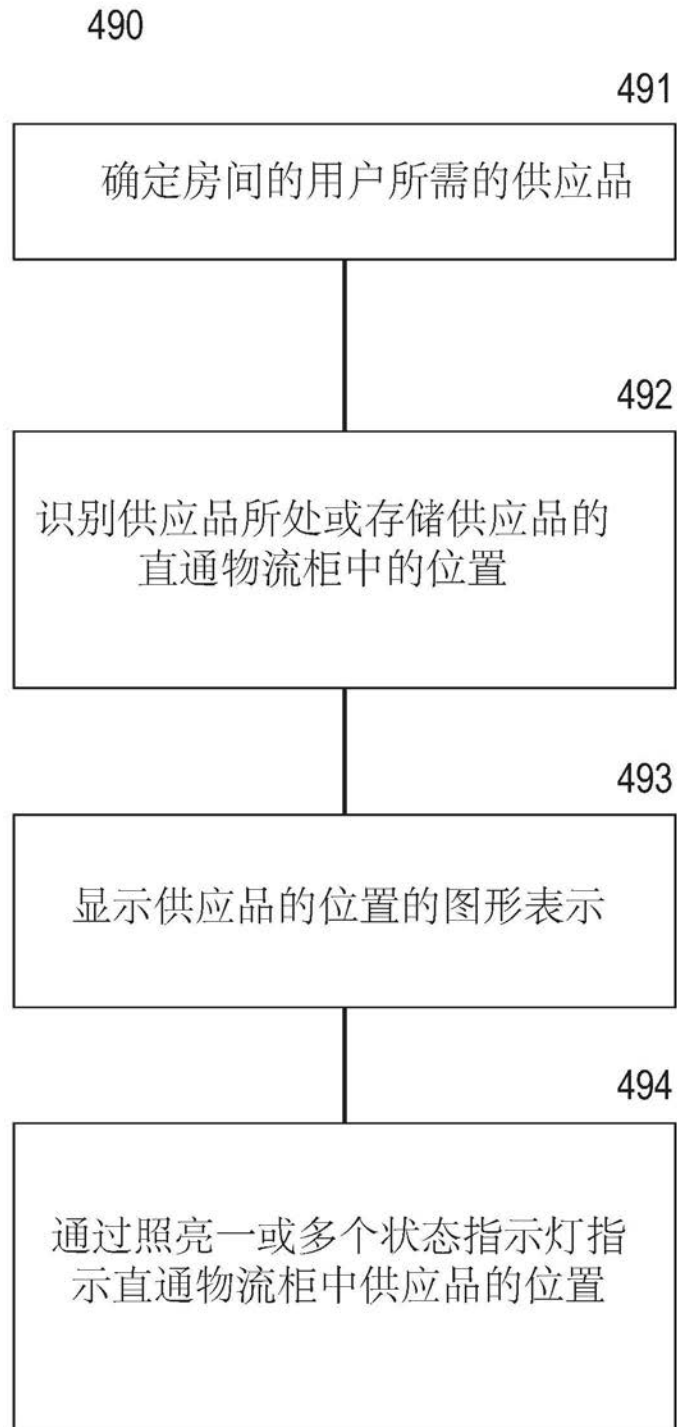 490
491
确定房间的用户所需的供应品
492
识别供应品所处或存储供应品的
直通物流柜中的位置
493
显示供应品的位置的图形表示
494
通过照亮一或多个状态指示灯指
示直通物流柜中供应品的位置